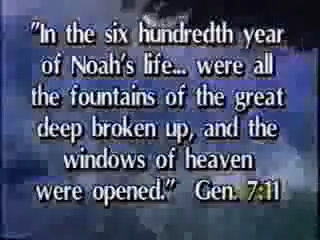 "In the six hundredth year
of Noah's life... were all
the fountains of the great
deep broken up, and the
windows of heaven
were opened." Gen. 7:11